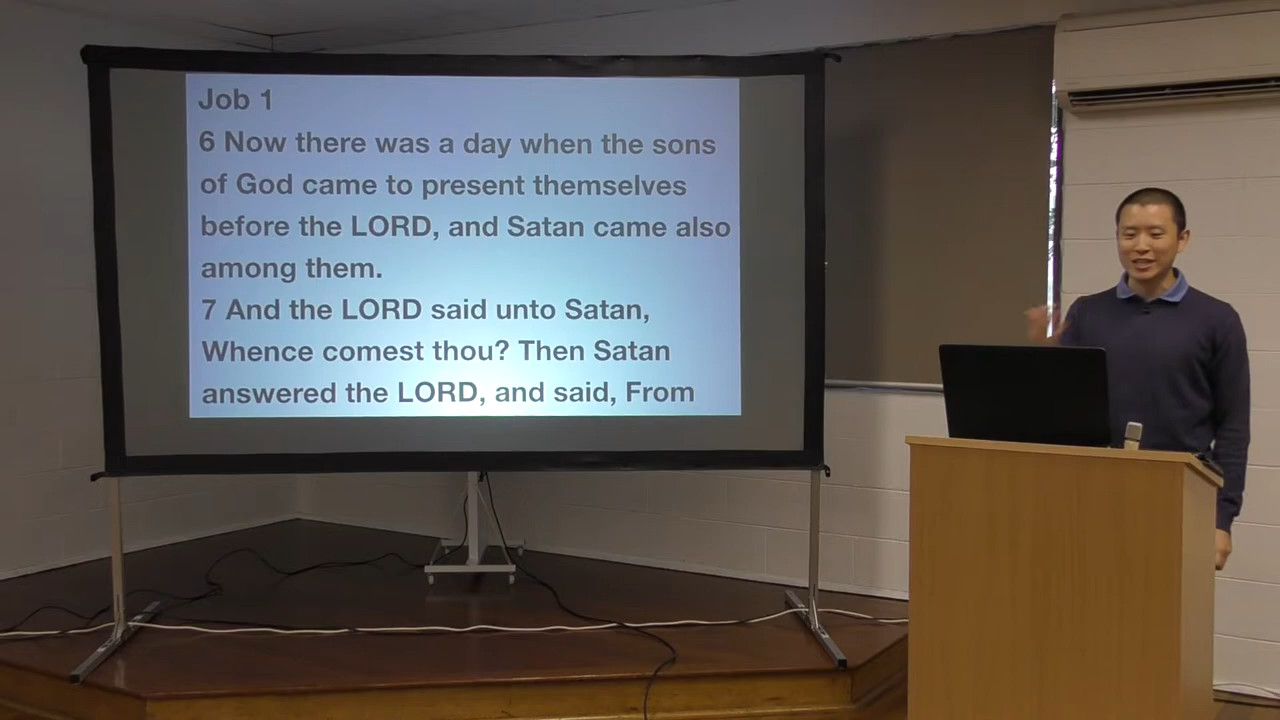 Job 1
6 Now there was a day when the sons
of God came to present themselves
before the LORD, and Satan came also
among them.
7 And the LORD said unto Satan,
Whence comest thou? Then Satan
answered the LORD, and said, From